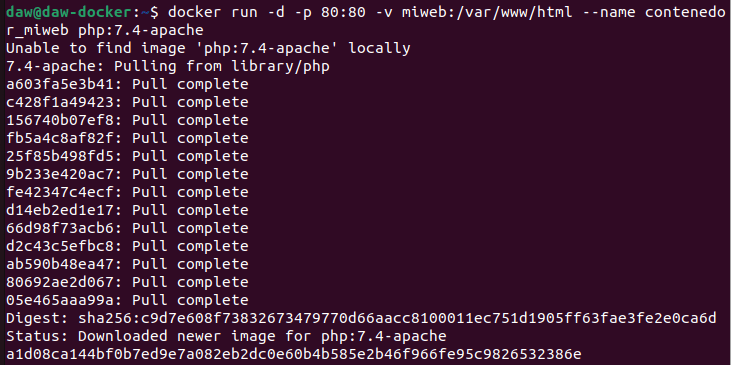 daw@daw-docker:~$ docker run -d -p 80:80 -v miweb:/var/www/html --name contenedo
r_miweb php:7.4-apache
Unable to find image 'php:7.4-apache' locally
7.4-apache: Pulling from library/php
a603fa5e3b41: Pull complete
c428f1a49423: Pull complete
156740b07ef8: Pull complete
fb5a4c8af82f: Pull complete
25f85b498fd5: Pull complete
9b233e420ac7: Pull complete
fe42347c4ecf: Pull complete
d14eb2ed1e17: Pull complete
66d98f73acb6: Pull complete
d2c43c5efbc8: Pull complete
ab590b48ea47: Pull complete
80692ae2d067: Pull complete
05e465aaa99a: Pull complete
Digest: sha256:c9d7e608f73832673479770d66aacc8100011ec751d1905ff63fae3fe2e0ca6d
Status: Downloaded newer image for php:7.4-apache
a1d08ca144bf0b7ed9e7a082eb2dc0e60b4b585e2b46f966fe95c9826532386e